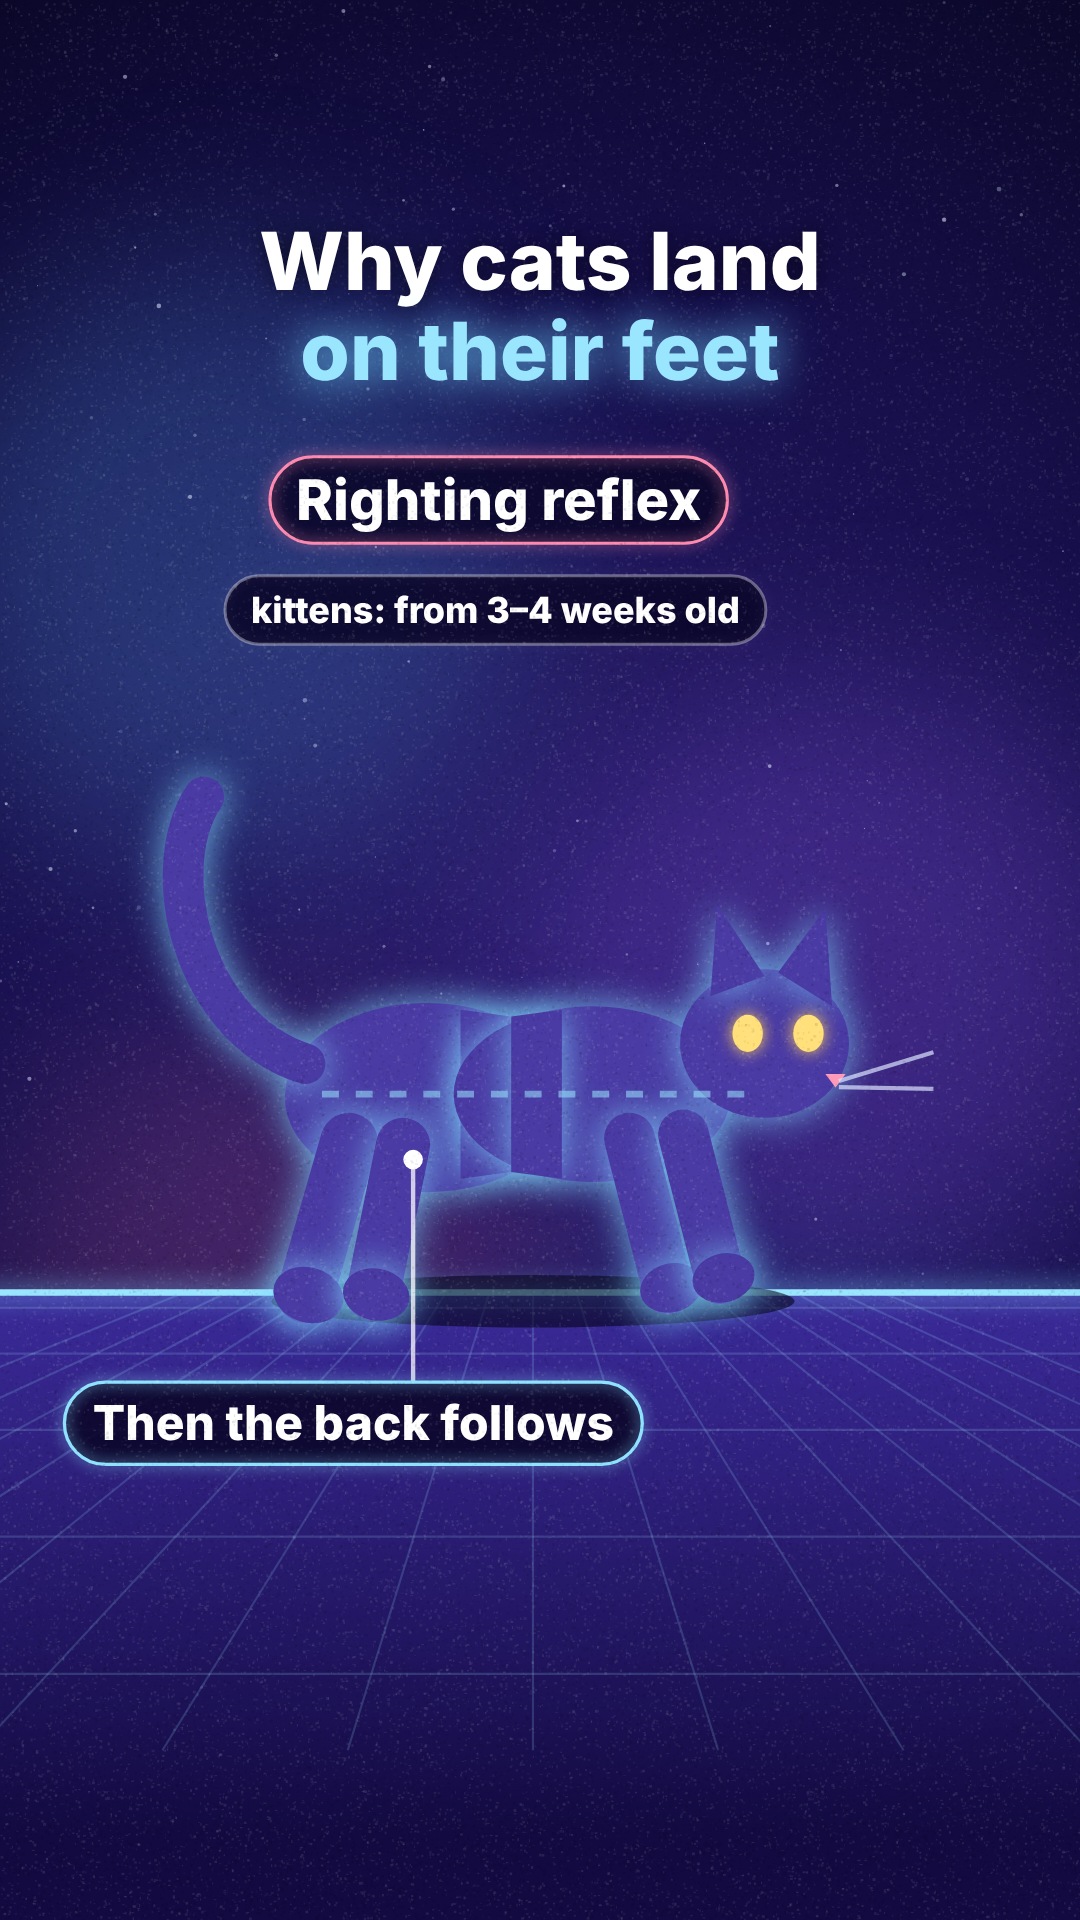 Why cats land
on their feet
Righting reflex
kittens: from 3–4 weeks old
Then the back follows